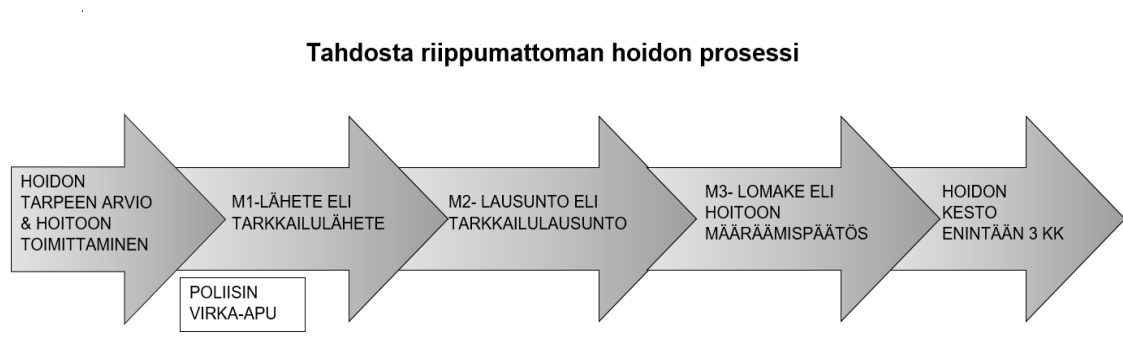 Tahdosta riippumattoman hoidon prosessi
HOIDON
TARPEEN ARVIO
& HOITOON
TOIMITTAMINEN
M1-LÄHETE ELI
TARKKAILULÄHETE
M2- LAUSUNTO ELI
TARKKAILULAUSUNTO
M3- LOMAKE ELI
HOITOON
MÄÄRÄÄMISPÄÄTÖS
HOIDON
KESTO
ENINTÄÄN 3 KK
POLIISIN
VIRKA-APU